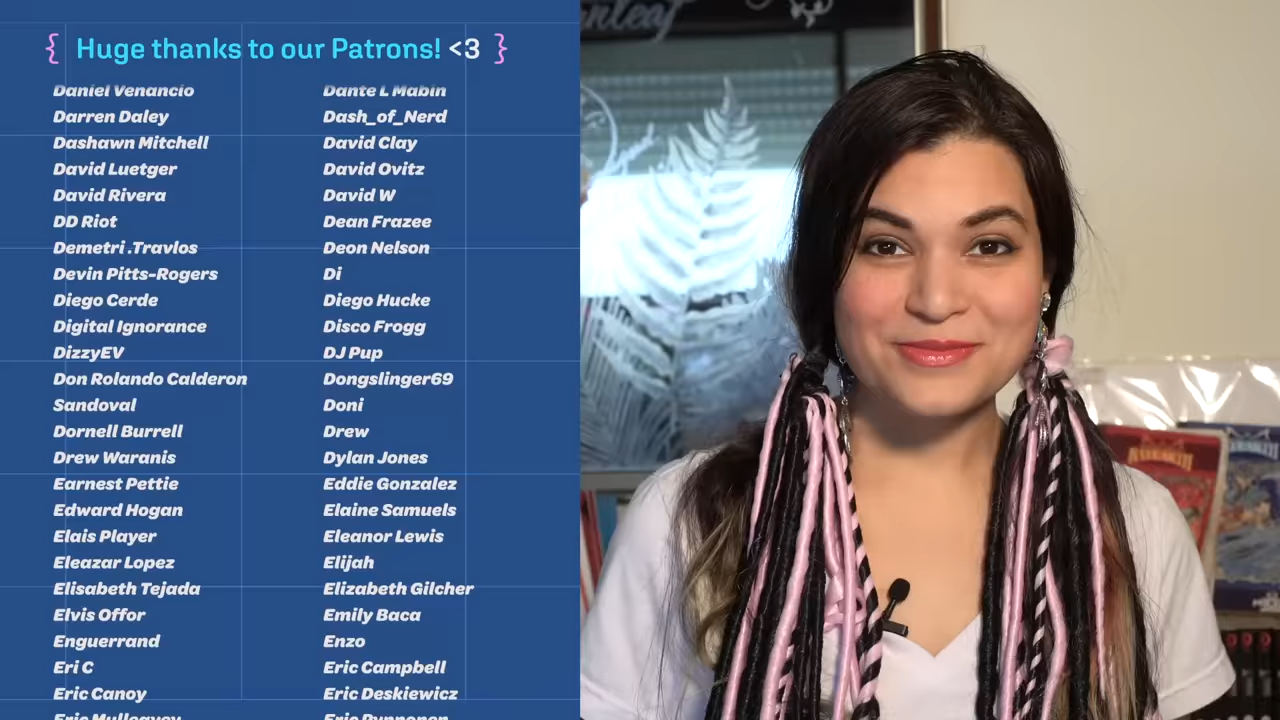 { Huge thanks to our Patrons! <3 }
Daniel Venancio
Darren Daley
Dashawn Mitchell
David Luetger
David Rivera
DD Riot
Demetri .Travlos
Devin Pitts-Rogers
Diego Cerde
Digital Ignorance
DizzyEV
Don Rolando Calderon
Sandoval
Dornell Burrell
Drew Waranis
Earnest Pettie
Edward Hogan
Elais Player
Eleazar Lopez
Elisabeth Tejada
Elvis Offor
Enguerrand
Eri C
Eric Canoy
Eric
Dante L Mabin
Dash_of_Nerd
David Clay
David Ovitz
David W
Dean Frazee
Deon Nelson
Di
Diego Hucke
Disco Frogg
DJ Pup
Dongslinger69
Doni
Drew
Dylan Jones
Eddie Gonzalez
Elaine Samuels
Eleanor Lewis
Elijah
Elizabeth Gilcher
Emily Baca
Enzo
Eric Campbell
Eric Deskiewicz
Eric